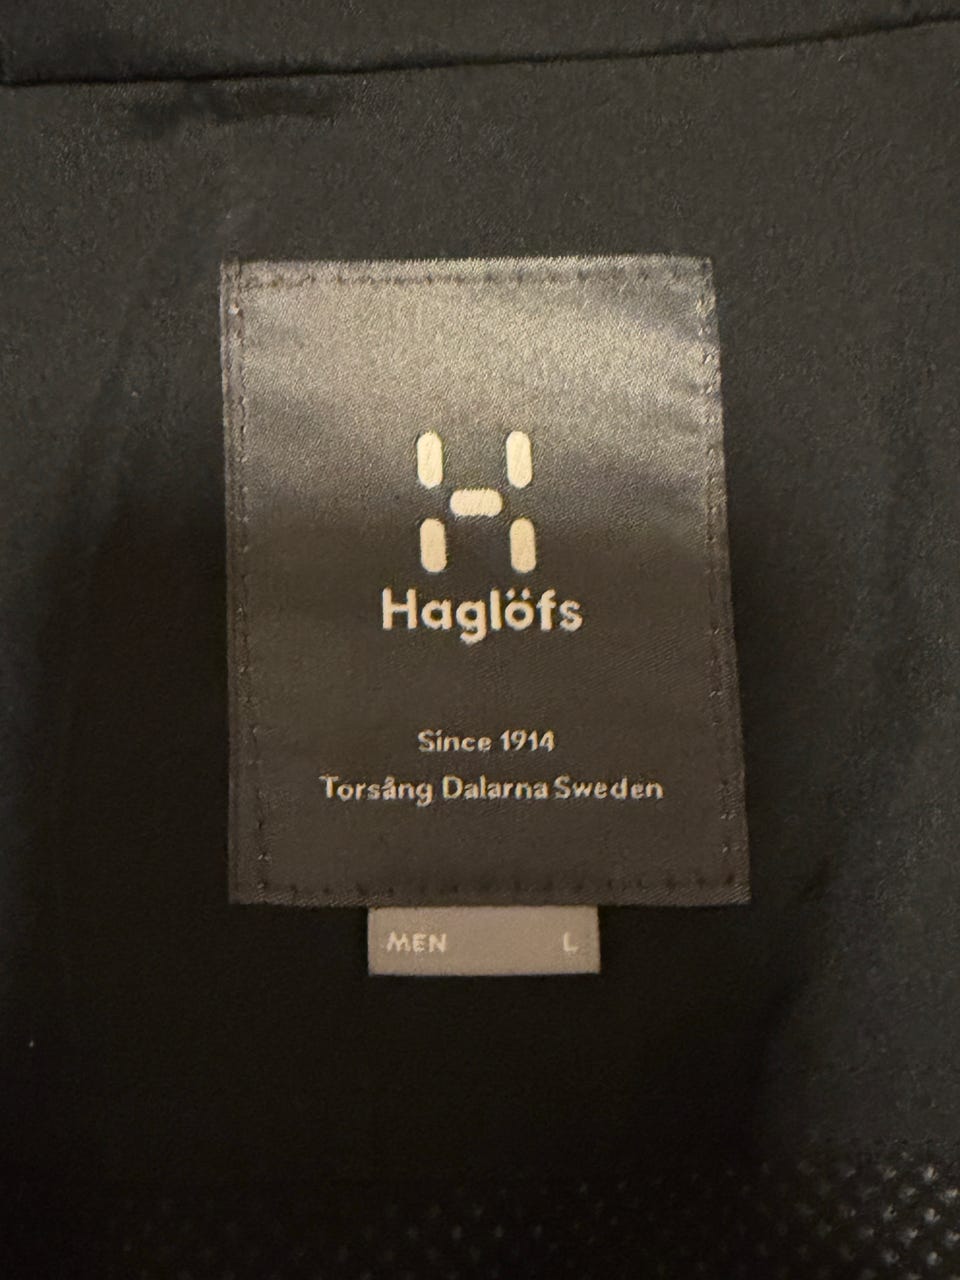 Haglöfs
Since 1914
Torsång Dalarna Sweden
MEN L